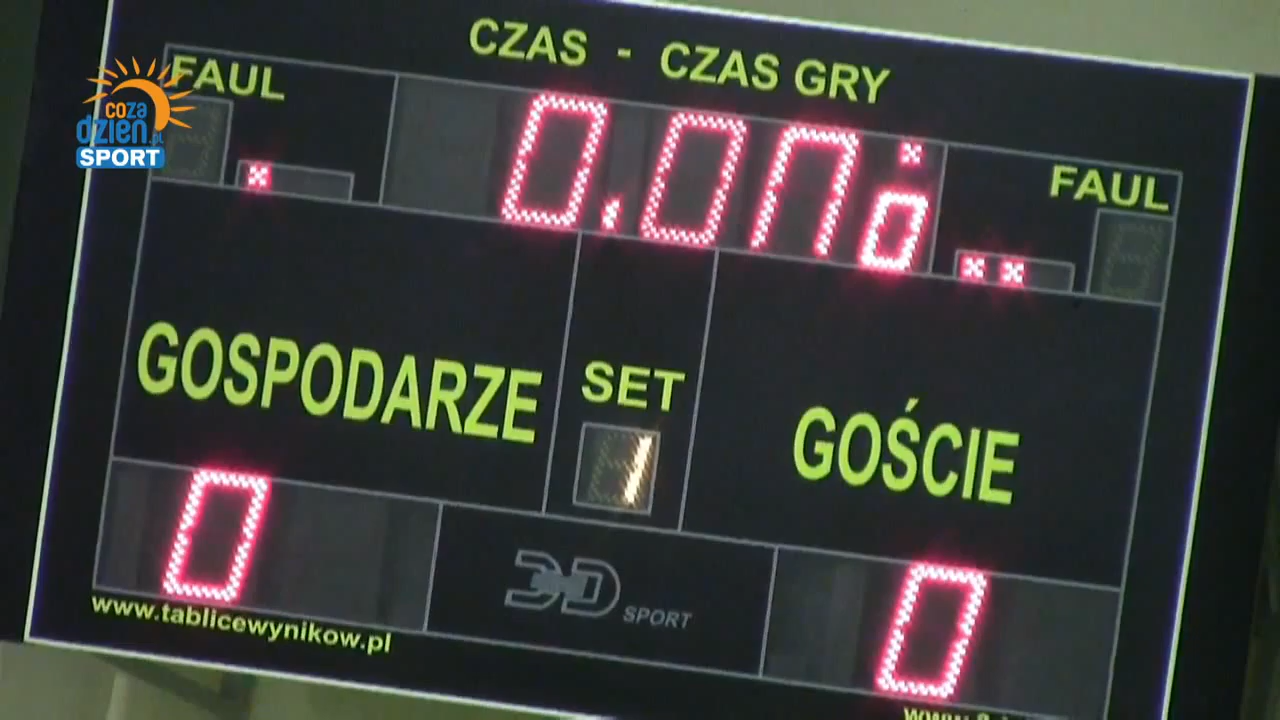 CZAS - CZAS GRY
FAUL
coza
dzien.pl
SPORT
0.0
FAUL
GOSPODARZE
SET
GOŚCIE
1
0
0
SPORT
www.tablicewynikow.pl